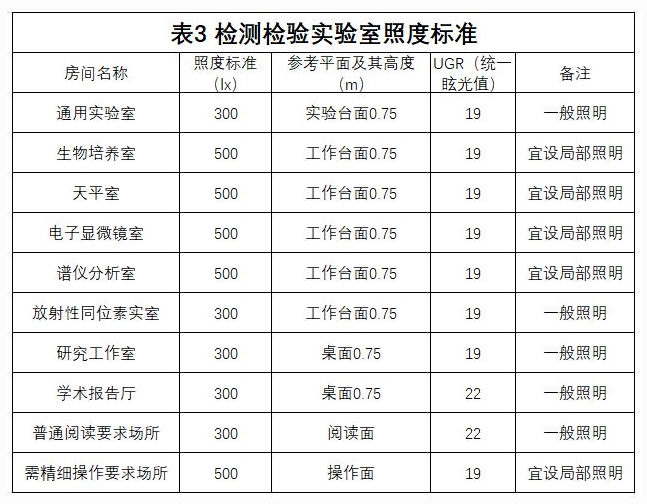 表3 检测检验实验室照度标准
房间名称 照度标准（lx） 参考平面及其高度（m） UGR（统一眩光值） 备注
通用实验室 300 实验台面0.75 19 一般照明
生物培养室 500 工作台面0.75 19 宜设局部照明
天平室 500 工作台面0.75 19 宜设局部照明
电子显微镜室 500 工作台面0.75 19 宜设局部照明
谱仪分析室 500 工作台面0.75 19 宜设局部照明
放射性同位素实室 300 工作台面0.75 19 一般照明
研究工作室 300 桌面0.75 19 一般照明
学术报告厅 300 桌面0.75 22 一般照明
普通阅读要求场所 300 阅读面 22 一般照明
需精细操作要求场所 500 操作面 19 宜设局部照明